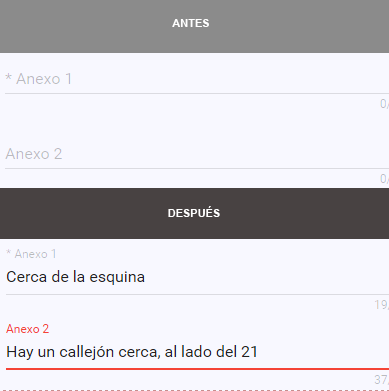 ANTES
* Anexo 1
0/
Anexo 2
0/
DESPUÉS
* Anexo 1
Cerca de la esquina
19/
Anexo 2
Hay un callejón cerca, al lado del 21
37/